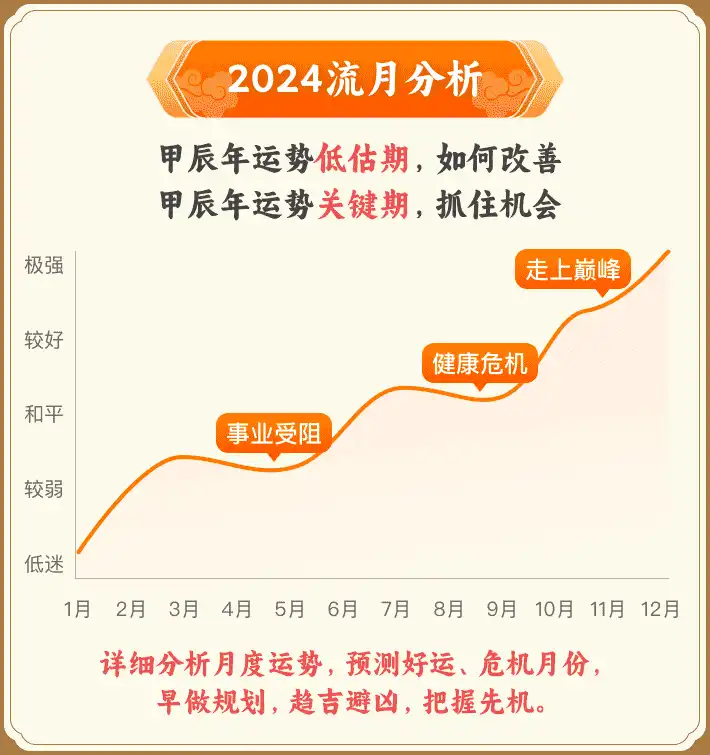 2024流月分析
甲辰年运势低估期，如何改善
甲辰年运势关键期，抓住机会
极强
走上巅峰
较好
健康危机
和平
事业受阻
较弱
低迷
1月 2月 3月 4月 5月 6月 7月 8月 9月 10月 11月 12月
详细分析月度运势，预测好运、危机月份，
早做规划，趋吉避凶，把握先机。